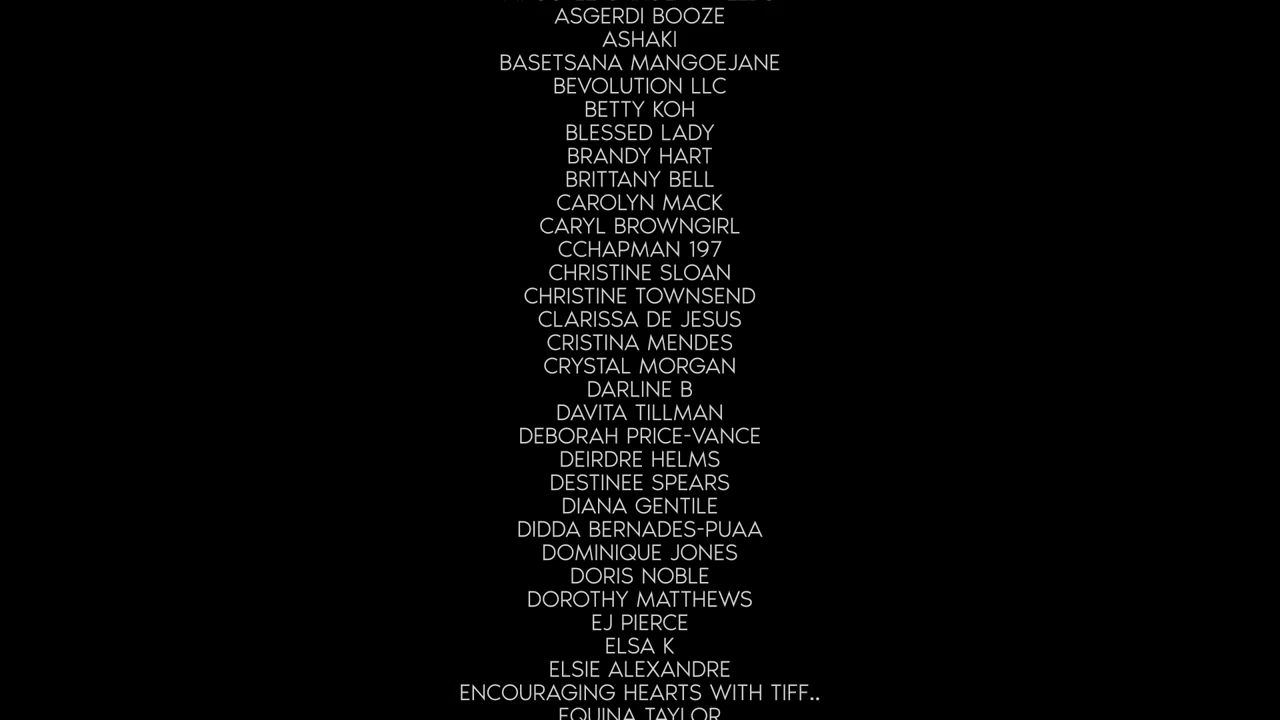 ASGERDI BOOZE
ASHAKI
BASETSANA MANGOEJANE
BEVOLUTION LLC
BETTY KOH
BLESSED LADY
BRANDY HART
BRITTANY BELL
CAROLYN MACK
CARYL BROWNGIRL
CCHAPMAN 197
CHRISTINE SLOAN
CHRISTINE TOWNSEND
CLARISSA DE JESUS
CRISTINA MENDES
CRYSTAL MORGAN
DARLINE B
DAVITA TILLMAN
DEBORAH PRICE-VANCE
DEIRDRE HELMS
DESTINEE SPEARS
DIANA GENTILE
DIDDA BERNADES-PUAA
DOMINIQUE JONES
DORIS NOBLE
DOROTHY MATTHEWS
EJ PIERCE
ELSA K
ELSIE ALEXANDRE
ENCOURAGING HEARTS WITH TIFF..
EQUINA TAYLOR